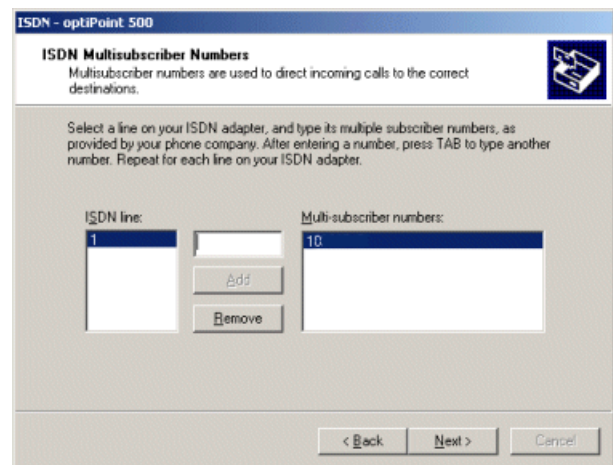 ISDN - optiPoint 500
ISDN Multisubscriber Numbers
Multisubscriber numbers are used to direct incoming calls to the correct
destinations.
Select a line on your ISDN adapter, and type its multiple subscriber numbers, as
provided by your phone company. After entering a number, press TAB to type another
number. Repeat for each line on your ISDN adapter.
ISDN line:
Multi-subscriber numbers:
1
10
Add
Remove
< Back
Next >
Cancel